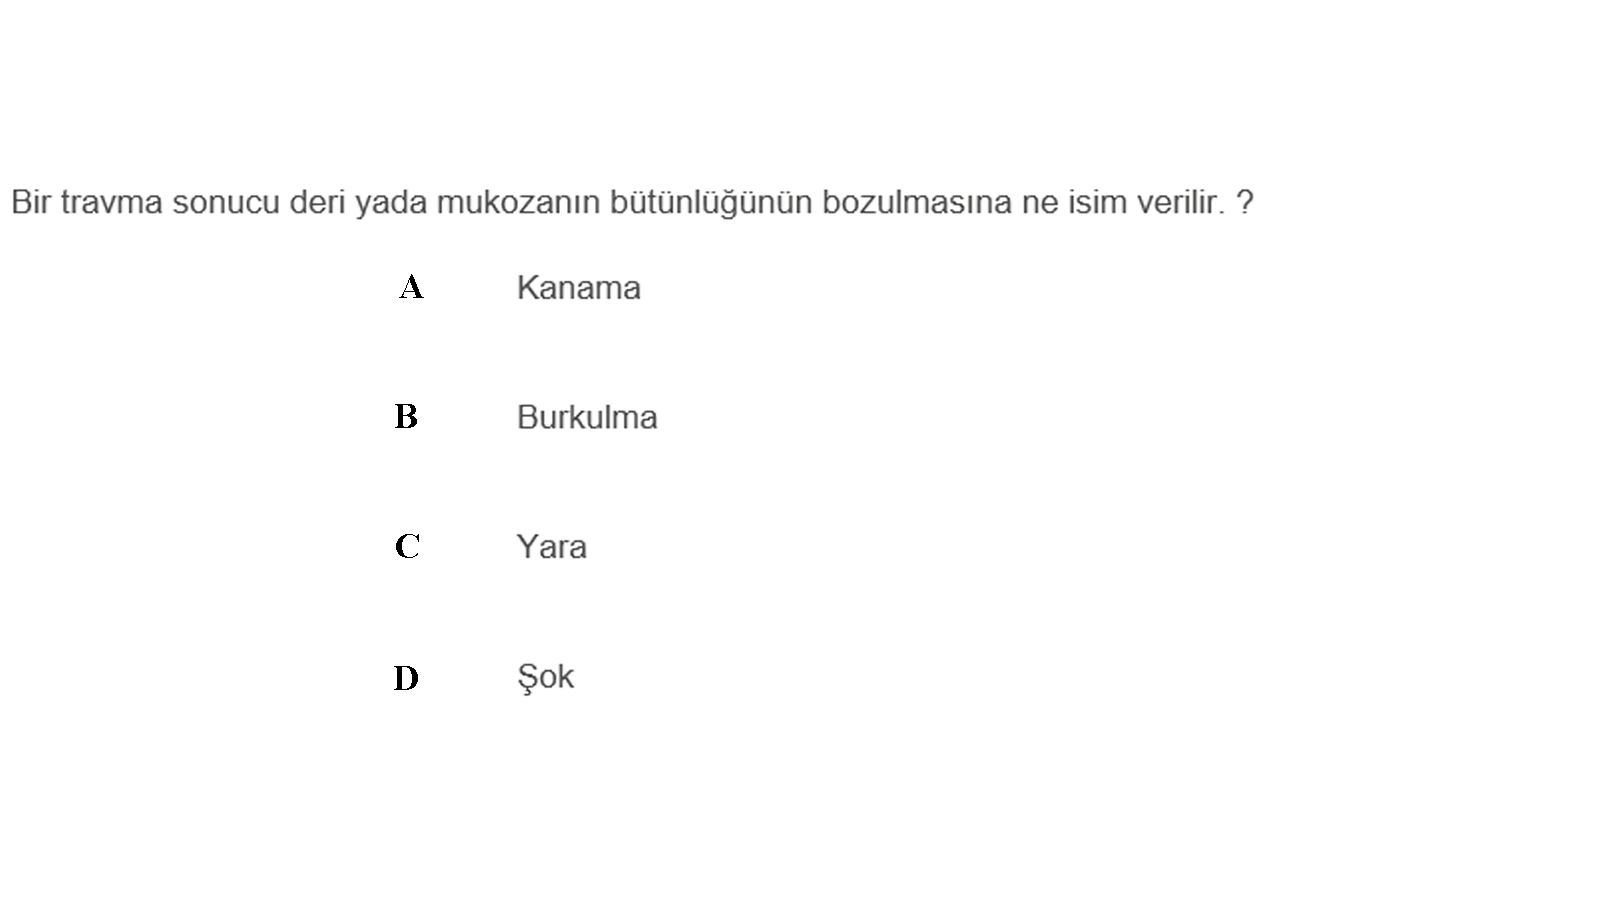 Bir travma sonucu deri yada mukozanın bütünlüğünün bozulmasına ne isim verilir. ?
A Kanama
B Burkulma
C Yara
D Şok